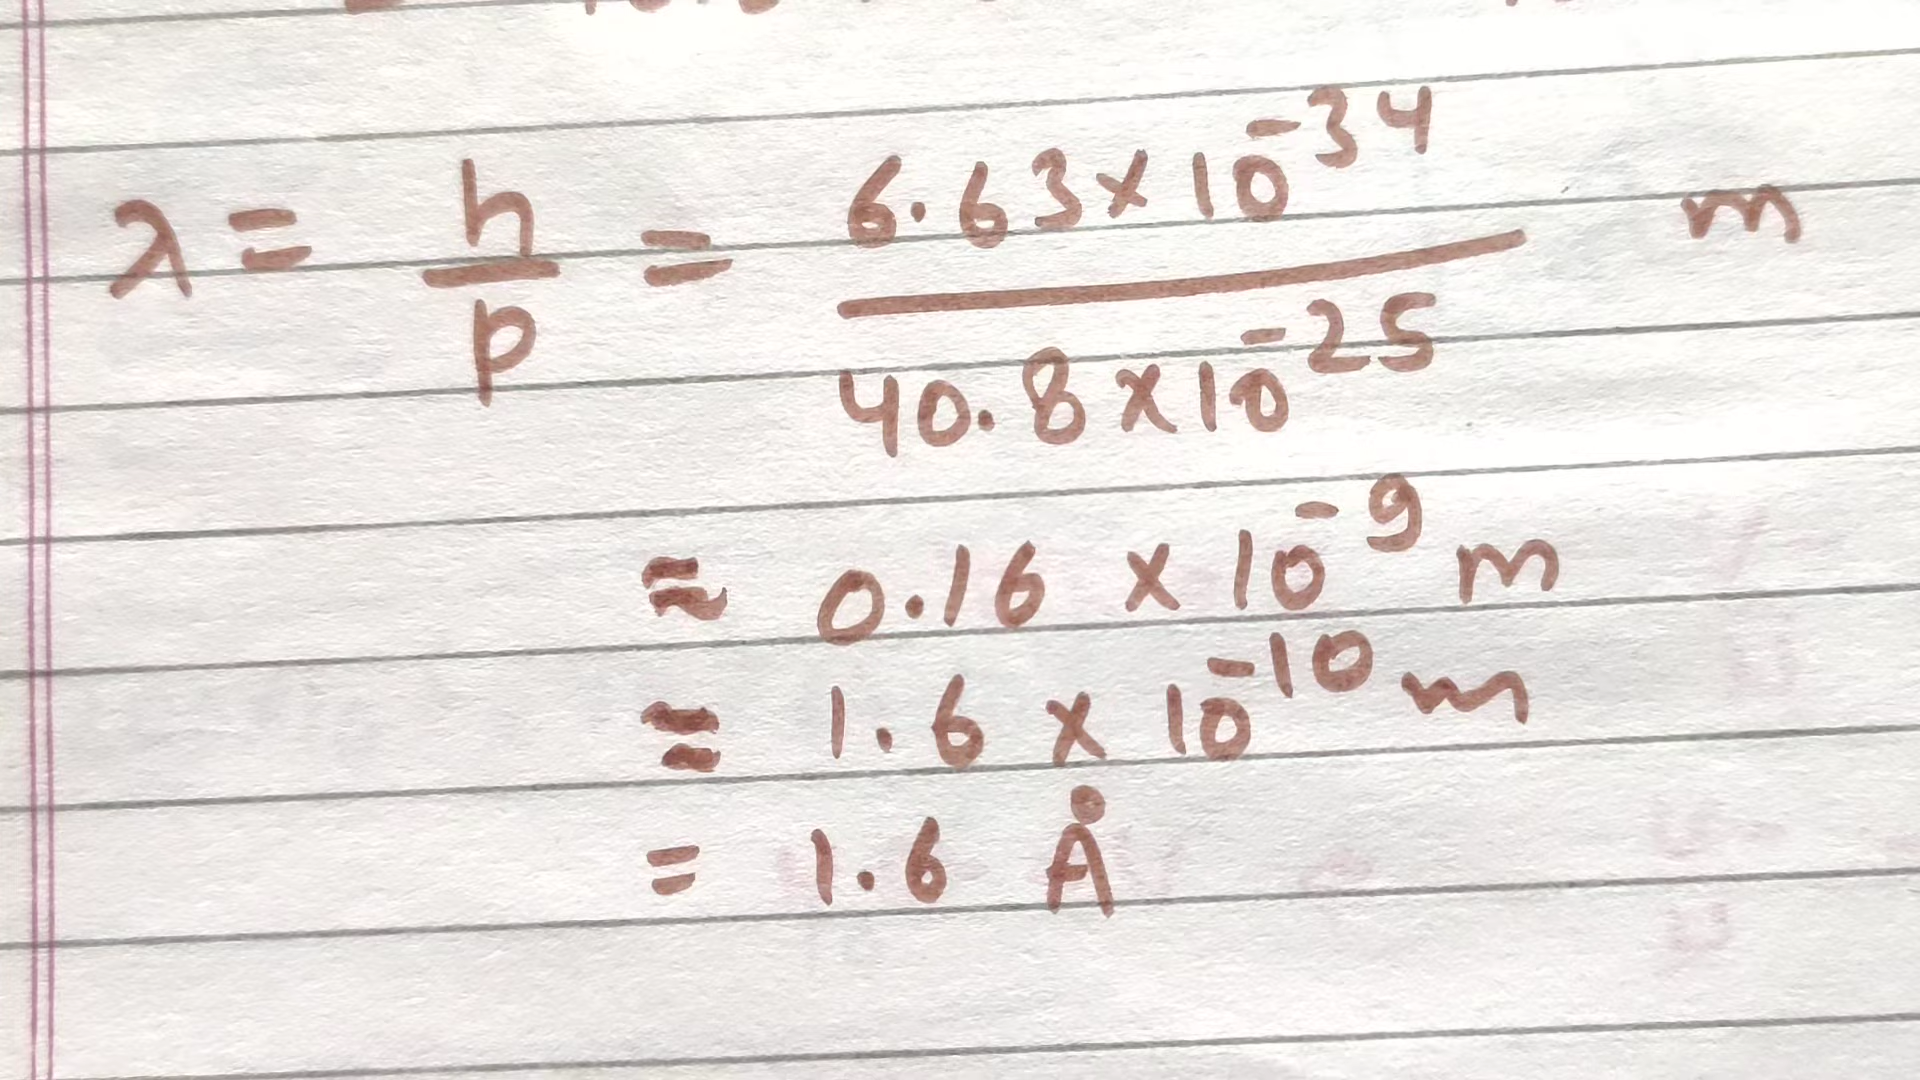 λ = h/p = 6.63 × 10⁻³⁴ / 40.8 × 10⁻²⁵ m
≈ 0.16 × 10⁻⁹ m
= 1.6 × 10⁻¹⁰ m
= 1.6 Å